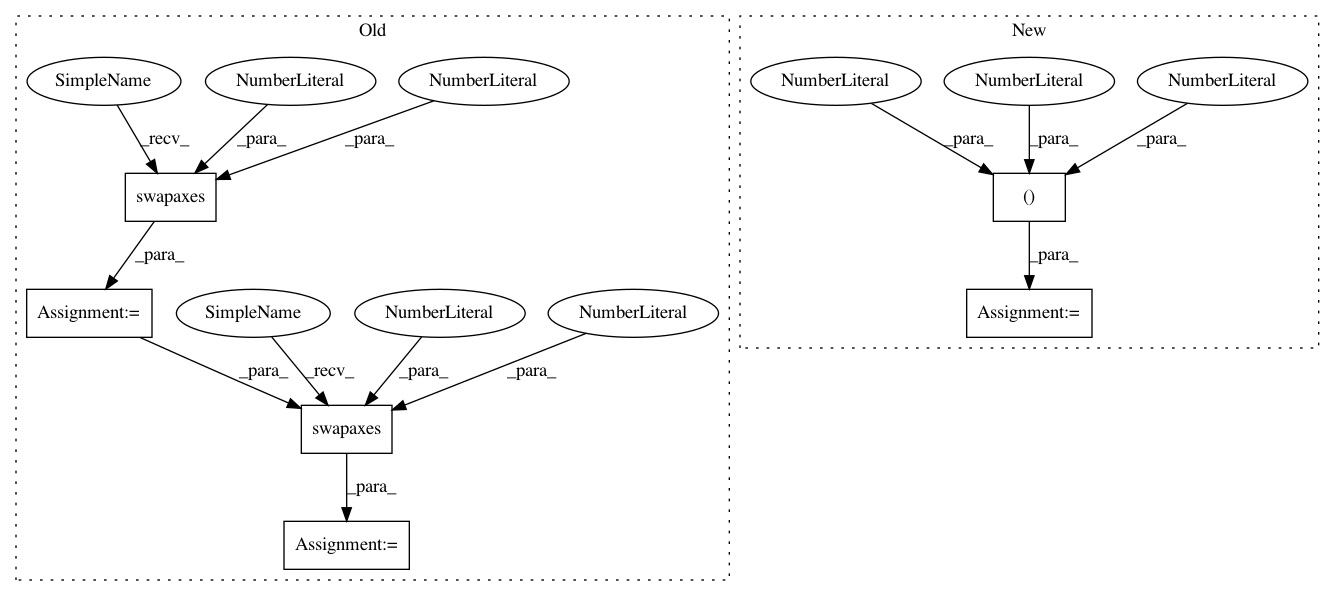 Old
New
SimpleName
NumberLiteral
NumberLiteral
NumberLiteral
NumberLiteral
NumberLiteral
_recv_
_para_
_para_
_para_
_para_
_para_
swapaxes
()
_para_
_para_
Assignment:=
SimpleName
NumberLiteral
NumberLiteral
Assignment:=
_para_
_recv_
_para_
_para_
swapaxes
_para_
Assignment:=